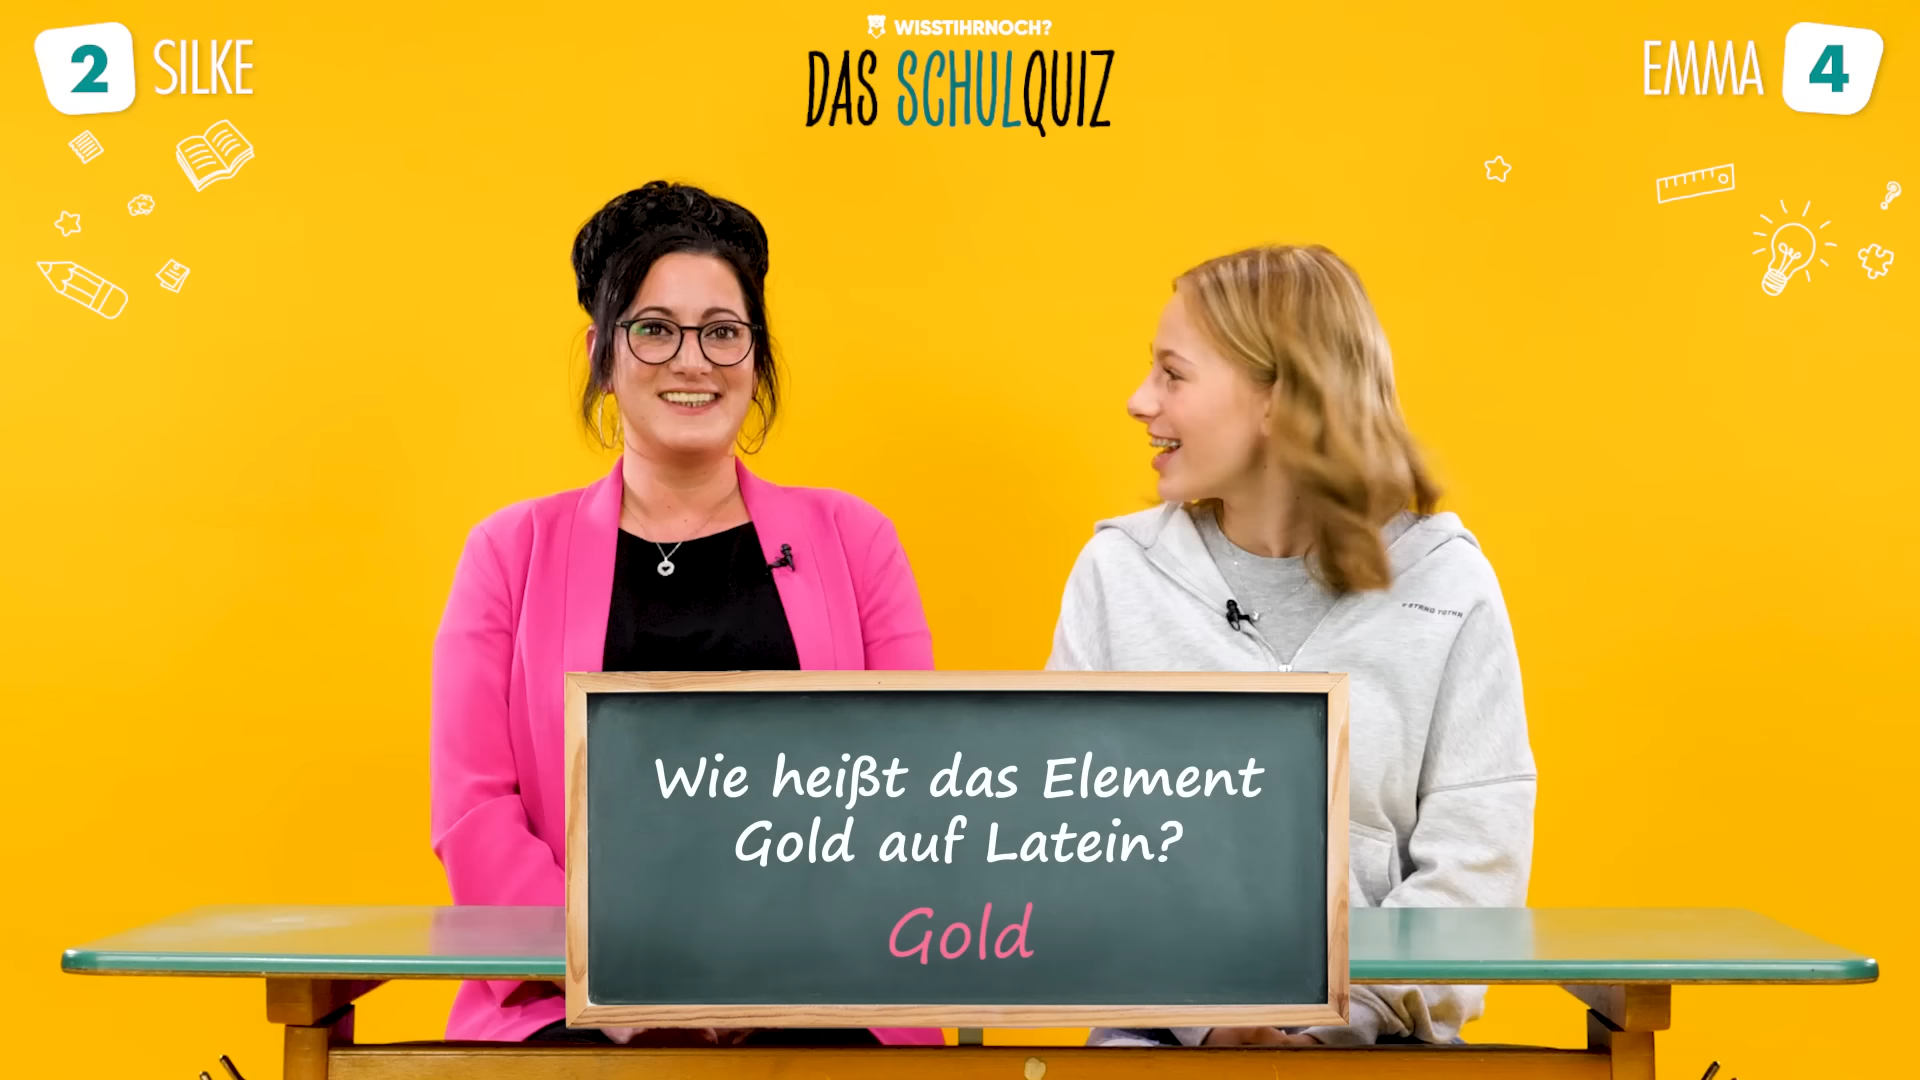 WISSTIHRNOCH?
2 SILKE
DAS SCHULQUIZ
EMMA 4
Wie heißt das Element
Gold auf Latein?
Gold